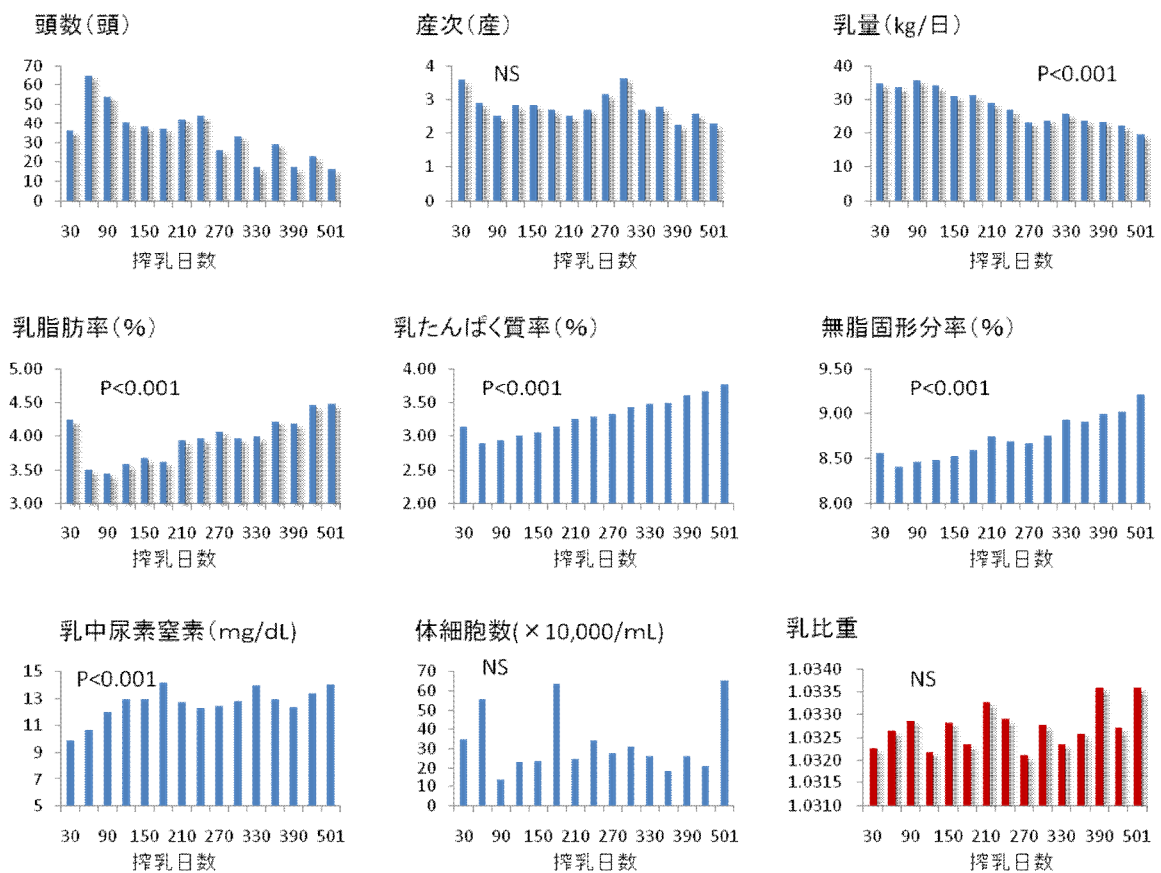 頭数(頭)
70
60
50
40
30
20
10
0
30 90 150 210 270 330 390 501
搾乳日数
産次(産)
NS
4
3
2
1
0
30 90 150 210 270 330 390 501
搾乳日数
乳量(kg/日)
P<0.001
40
30
20
10
0
30 90 150 210 270 330 390 501
搾乳日数
乳脂肪率(%)
P<0.001
5.00
4.50
4.00
3.50
3.00
30 90 150 210 270 330 390 501
搾乳日数
乳たんぱく質率(%)
P<0.001
4.00
3.50
3.00
2.50
2.00
30 90 150 210 270 330 390 501
搾乳日数
無脂固形分率(%)
P<0.001
9.50
9.00
8.50
8.00
30 90 150 210 270 330 390 501
搾乳日数
乳中尿素窒素(mg/dL)
P<0.001
15
13
11
9
7
5
30 90 150 210 270 330 390 501
搾乳日数
体細胞数(×10,000/mL)
NS
70
60
50
40
30
20
10
0
30 90 150 210 270 330 390 501
搾乳日数
乳比重
NS
1.0340
1.0335
1.0330
1.0325
1.0320
1.0315
1.0310
30 90 150 210 270 330 390 501
搾乳日数